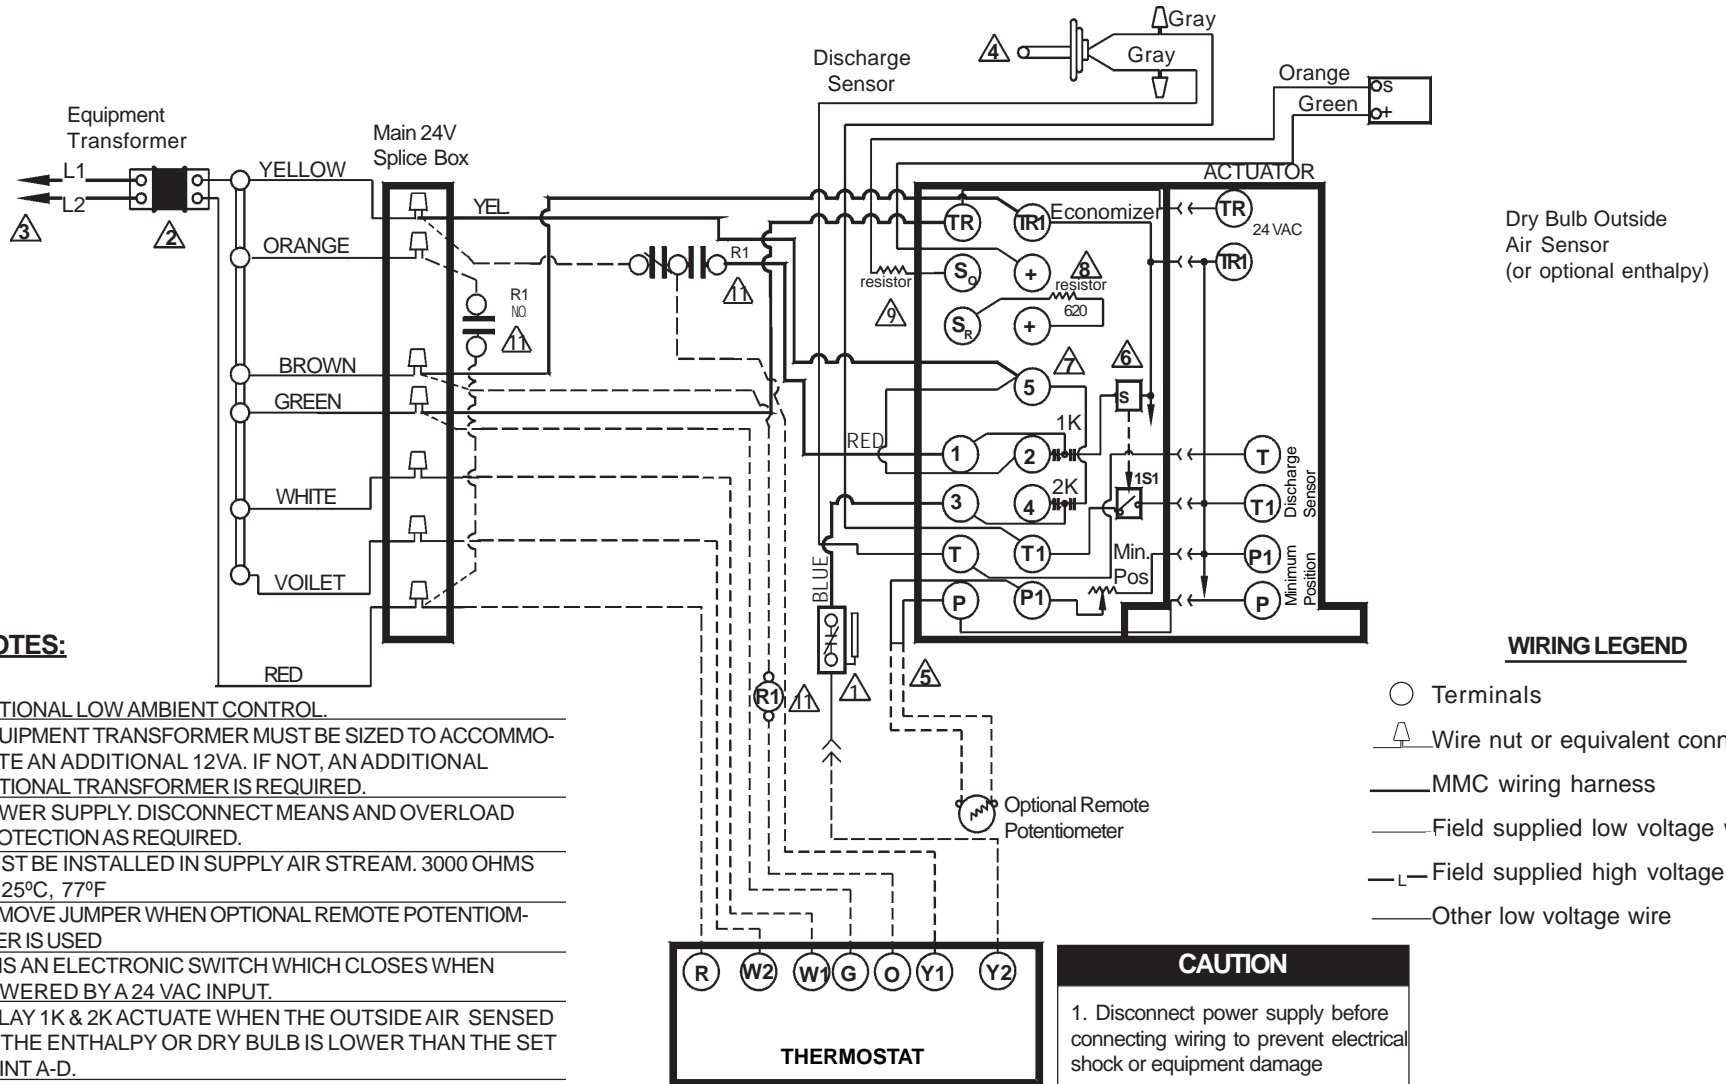 Gray
Gray
4
Discharge
Sensor
Orange
Green
S
+
Equipment
Transformer
L1
L2
3
2
Main 24V
Splice Box
YELLOW
ORANGE
BROWN
GREEN
WHITE
VOILET
RED
YEL
R1
11
R1
NO.
11
ACTUATOR
TR
TR1
Economizer
TR
24 VAC
TR1
resistor
9
SO
+
8
resistor
620
SR
+
7
6
5
S
RED
1
2
1K
3
4
2K
1S1
T
T1
Min.
Pos
P
P1
T
T1
Discharge
Sensor
P1
P
Minimum
Position
BLUE
R1
11
1
5
Optional Remote
Potentiometer
Dry Bulb Outside
Air Sensor
(or optional enthalpy)
OTES:
TIONAL LOW AMBIENT CONTROL.
UIPMENT TRANSFORMER MUST BE SIZED TO ACCOMMO-
TE AN ADDITIONAL 12VA. IF NOT, AN ADDITIONAL
TIONAL TRANSFORMER IS REQUIRED.
WER SUPPLY. DISCONNECT MEANS AND OVERLOAD
OTECTION AS REQUIRED.
ST BE INSTALLED IN SUPPLY AIR STREAM. 3000 OHMS
25ºC, 77ºF
MOVE JUMPER WHEN OPTIONAL REMOTE POTENTIOM-
ER IS USED
IS AN ELECTRONIC SWITCH WHICH CLOSES WHEN
WERED BY A 24 VAC INPUT.
LAY 1K & 2K ACTUATE WHEN THE OUTSIDE AIR SENSED
THE ENTHALPY OR DRY BULB IS LOWER THAN THE SET
INT A-D.
R
W2
W1
G
O
Y1
Y2
THERMOSTAT
CAUTION
1. Disconnect power supply before
connecting wiring to prevent electrical
shock or equipment damage
WIRING LEGEND
Terminals
Wire nut or equivalent conn
MMC wiring harness
Field supplied low voltage
L
Field supplied high voltage
Other low voltage wire